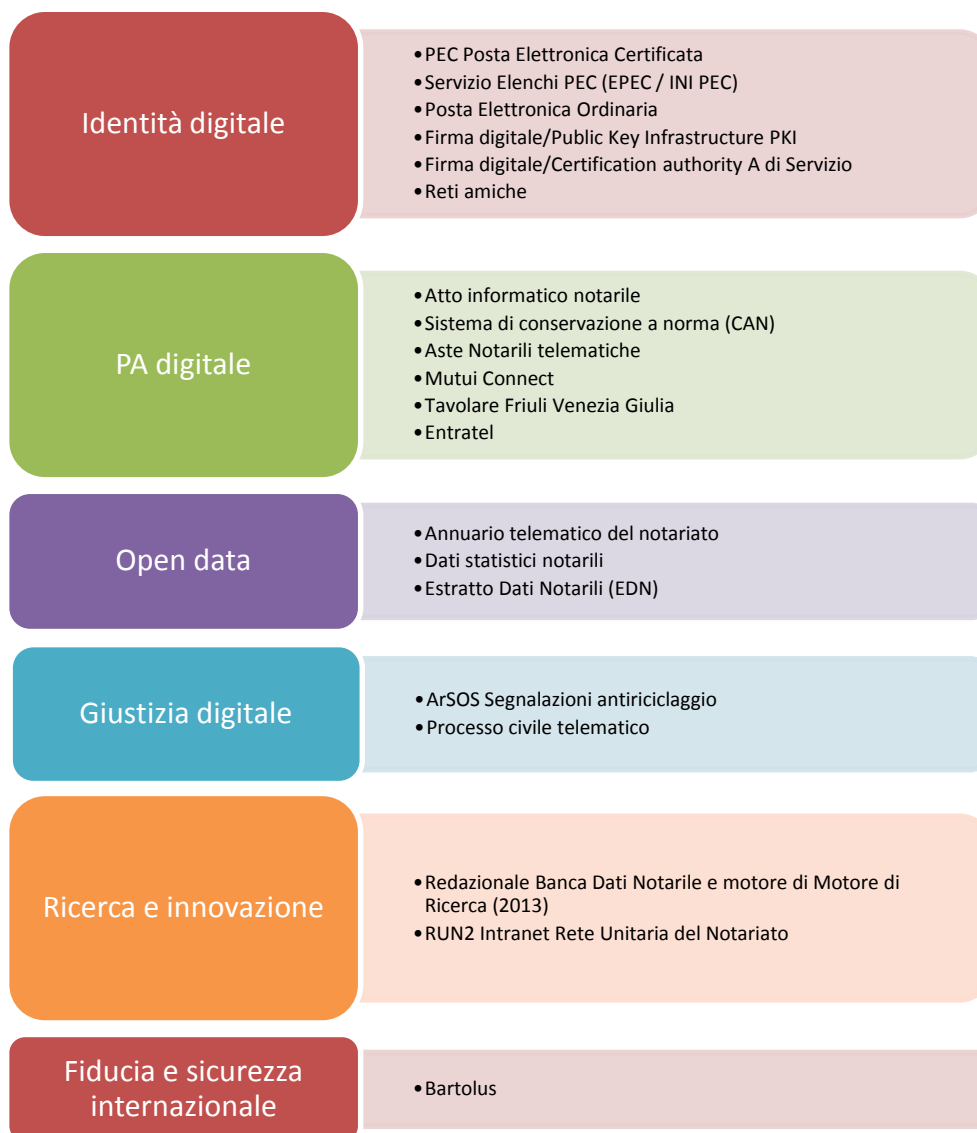 Identità digitale
•PEC Posta Elettronica Certificata
•Servizio Elenchi PEC (EPEC / INI PEC)
•Posta Elettronica Ordinaria
•Firma digitale/Public Key Infrastructure PKI
•Firma digitale/Certification authority A di Servizio
•Reti amiche
PA digitale
•Atto informatico notarile
•Sistema di conservazione a norma (CAN)
•Aste Notarili telematiche
•Mutui Connect
•Tavolare Friuli Venezia Giulia
•Entratel
Open data
•Annuario telematico del notariato
•Dati statistici notarili
•Estratto Dati Notarili (EDN)
Giustizia digitale
•ArSOS Segnalazioni antiriciclaggio
•Processo civile telematico
Ricerca e innovazione
•Redazionale Banca Dati Notarile e motore di Motore di
Ricerca (2013)
•RUN2 Intranet Rete Unitaria del Notariato
Fiducia e sicurezza
internazionale
•Bartolus